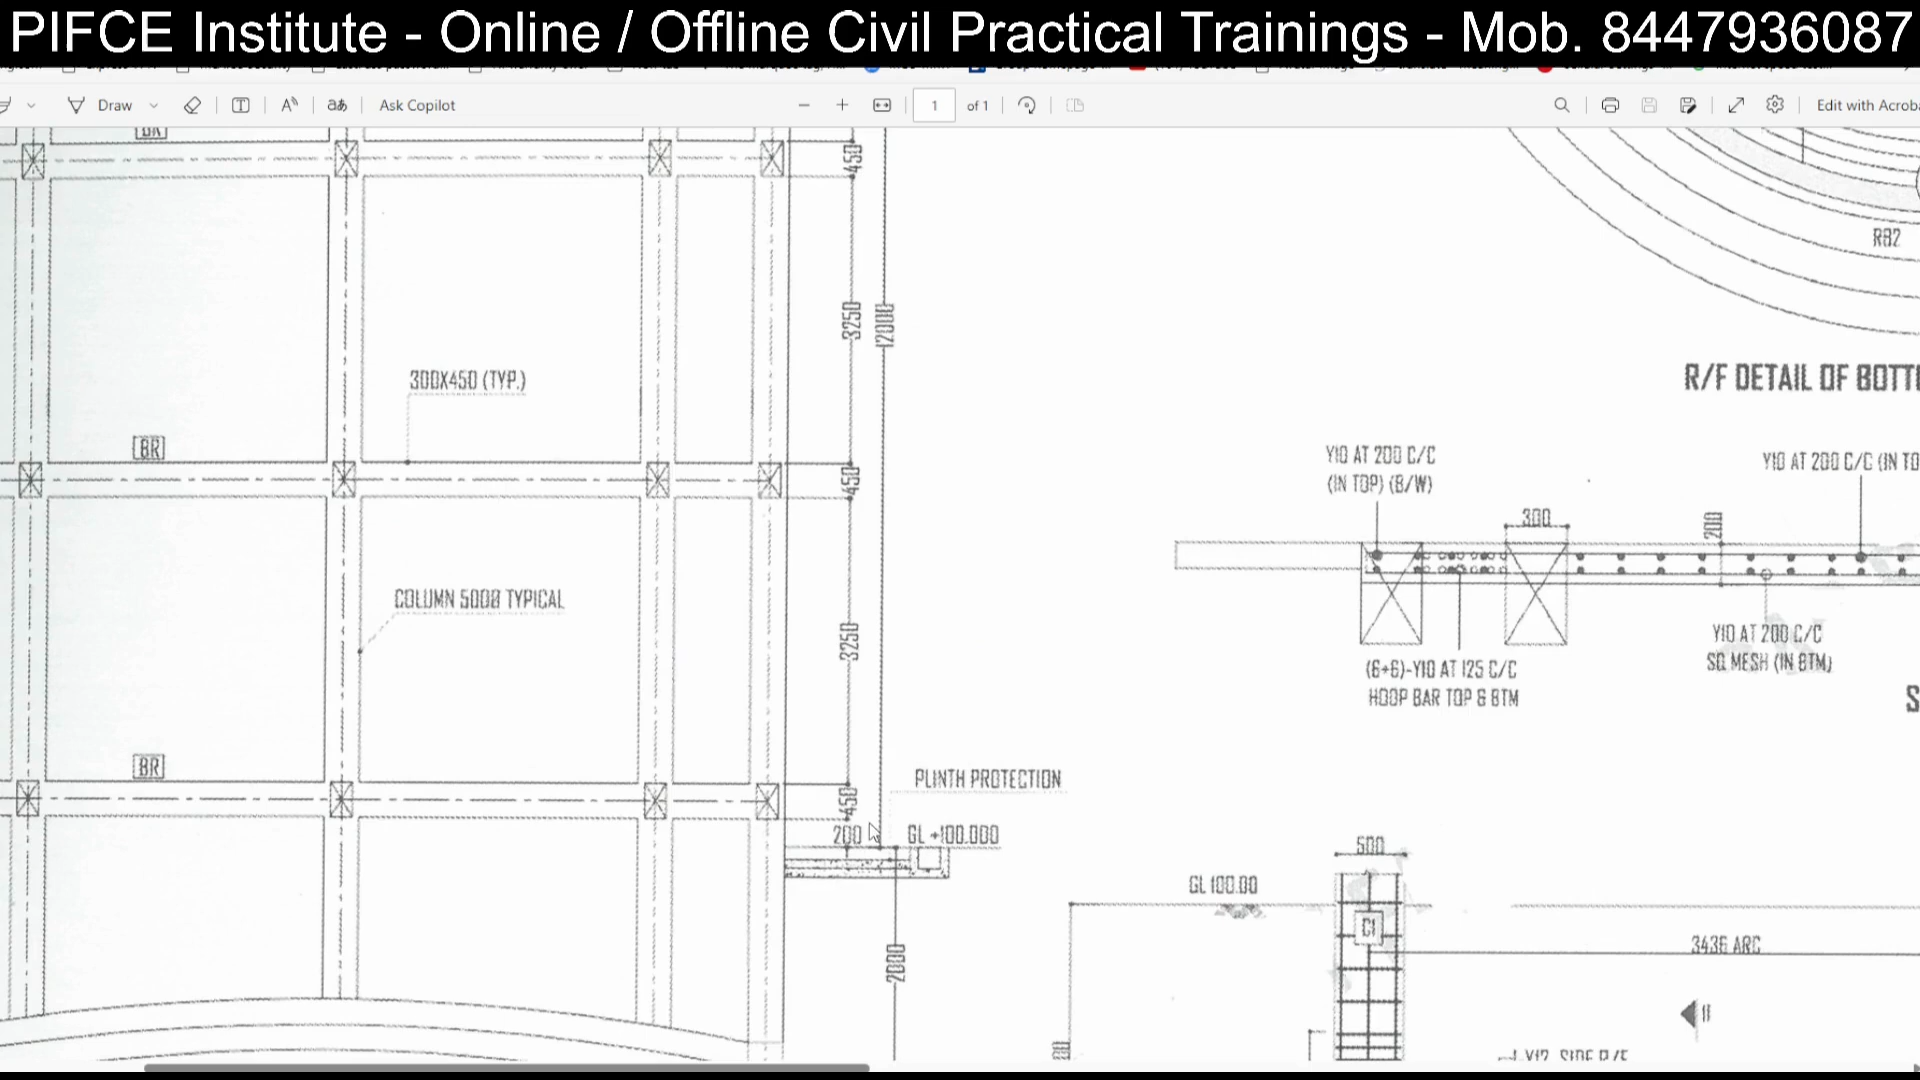 PIFCE Institute - Online / Offline Civil Practical Trainings - Mob. 8447936087
Draw
Ask Copilot
1 of 1
Edit with Acroba
BR
450
3250
12000
R82
300X450 (TYP.)
R/F DETAIL OF BOTT
BR
450
Y10 AT 200 C/C
(IN TOP) (B/W)
Y10 AT 200 C/C (IN TO
300
200
COLUMN 500Ø TYPICAL
3250
Y10 AT 200 C/C
SQ. MESH (IN BTM)
(6+6)-Y10 AT 125 C/C
HOOP BAR TOP & BTM
S
BR
450
PLINTH PROTECTION
200
GL +100.000
500
GL 100.00
C1
3436 ARC
2000
11